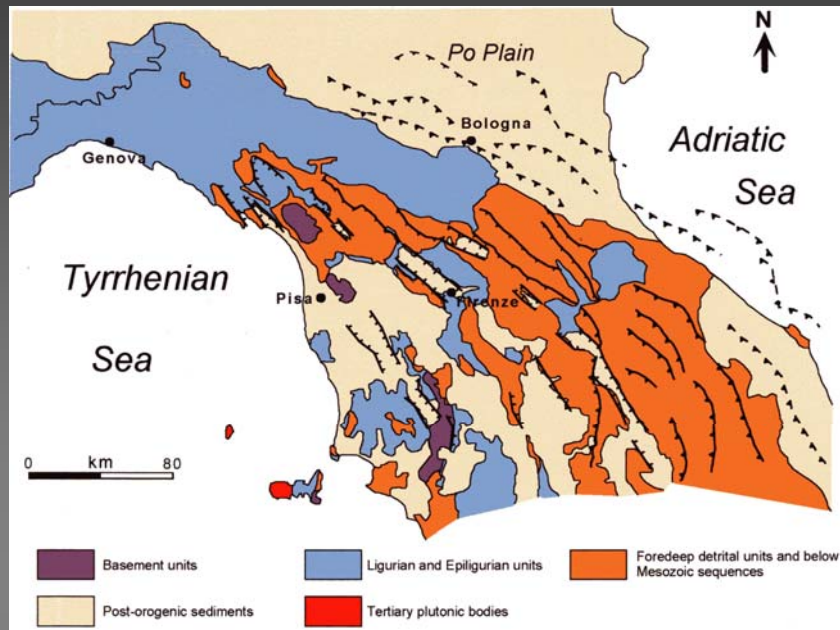 N
Po Plain
Bologna
Adriatic
Sea
Genova
Tyrrhenian
Sea
Pisa
Firenze
km
0 80
Basement units
Ligurian and Epiligurian units
Foredeep detrital units and below
Mesozoic sequences
Post-orogenic sediments
Tertiary plutonic bodies